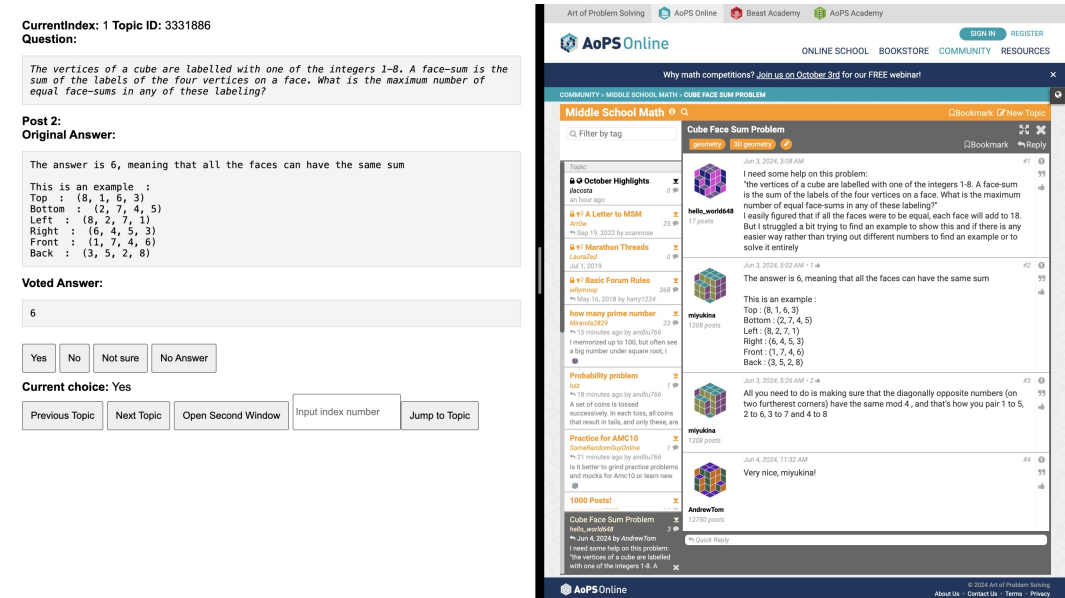 CurrentIndex: 1 Topic ID: 3331886
Question:
The vertices of a cube are labelled with one of the integers 1-8. A face-sum is the
sum of the labels of the four vertices on a face. What is the maximum number of
equal face-sums in any of these labeling?
Post 2:
Original Answer:
The answer is 6, meaning that all the faces can have the same sum
This is an example  :
Top  :  (8, 1, 6, 3)
Bottom  :  (2, 7, 4, 5)
Left  :  (8, 2, 7, 1)
Right  :  (6, 4, 5, 3)
Front  :  (1, 7, 4, 6)
Back  :  (3, 5, 2, 8)
Voted Answer:
6
Yes No Not sure No Answer
Current choice: Yes
Previous Topic Next Topic Open Second Window Input index number Jump to Topic
Art of Problem Solving AoPS Online Beast Academy AoPS Academy
AoPS Online
SIGN IN REGISTER
ONLINE SCHOOL BOOKSTORE COMMUNITY RESOURCES
Why math competitions? Join us on October 3rd for our FREE webinar!
COMMUNITY » MIDDLE SCHOOL MATH » CUBE FACE SUM PROBLEM
Middle School Math
Bookmark New Topic
Filter by tag
Topic
October Highlights
jlacosta 0
an hour ago
A Letter to MSM
Acr0w 23
Sep 19, 2022 by scannose
Marathon Threads
LauraZed 0
Jul 1, 2019
Basic Forum Rules
jellymoop 368
May 16, 2018 by harry1234
how many prime number
Miranda2829 23
15 minutes ago by andliu766
I memorized up to 100, but often see
a big number under square root, I
Probability problem
luiz 1
18 minutes ago by andliu766
A set of coins is tossed
successively. In each toss, all coins
that result in tails, and only these, are
Practice for AMC10
SomeRandomGuyOnline 1
21 minutes ago by andliu766
Is it better to grind practice problems
and mocks for Amc10 or learn new
1000 Posts!
Cube Face Sum Problem
hello_world648 3
Jun 4, 2024 by AndrewTom
I need some help on this problem:
"the vertices of a cube are labelled
with one of the integers 1-8. A
Cube Face Sum Problem
geometry 3D geometry
Bookmark Reply
Jun 3, 2024, 3:08 AM #1
hello_world648
17 posts
I need some help on this problem:
"the vertices of a cube are labelled with one of the integers 1-8. A face-sum
is the sum of the labels of the four vertices on a face. What is the maximum
number of equal face-sums in any of these labeling?"
I easily figured that if all the faces were to be equal, each face will add to 18.
But I struggled a bit trying to find an example to show this and if there is any
easier way rather than trying out different numbers to find an example or to
solve it entirely
Jun 3, 2024, 5:02 AM • 1 #2
miyukina
1208 posts
The answer is 6, meaning that all the faces can have the same sum
This is an example :
Top : (8, 1, 6, 3)
Bottom : (2, 7, 4, 5)
Left : (8, 2, 7, 1)
Right : (6, 4, 5, 3)
Front : (1, 7, 4, 6)
Back : (3, 5, 2, 8)
Jun 3, 2024, 5:26 AM • 2 #3
miyukina
1208 posts
All you need to do is making sure that the diagonally opposite numbers (on
two furtherest corners) have the same mod 4 , and that's how you pair 1 to 5,
2 to 6, 3 to 7 and 4 to 8
Jun 4, 2024, 11:32 AM #4
AndrewTom
12750 posts
Very nice, miyukina!
Quick Reply
AoPS Online
© 2024 Art of Problem Solving
About Us • Contact Us • Terms • Privacy